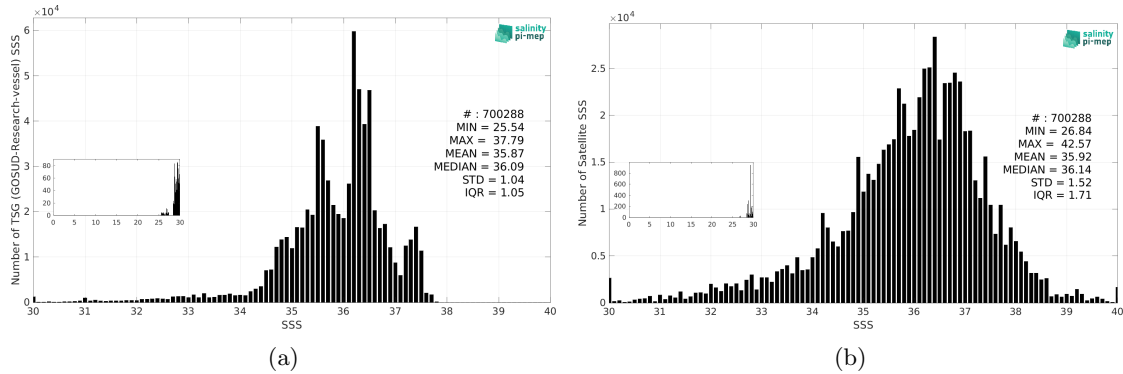 ×10⁴
6
5
4
3
2
1
0
Number of TSG (GOSUD-Research-vessel) SSS
salinity
pi-mep
# : 700288
MIN = 25.54
MAX = 37.79
MEAN = 35.87
MEDIAN = 36.09
STD = 1.04
IQR = 1.05
80
60
40
20
0
0 5 10 15 20 25 30
30 31 32 33 34 35 36 37 38 39 40
SSS
(a)
×10⁴
2.5
2
1.5
1
0.5
0
Number of Satellite SSS
salinity
pi-mep
# : 700288
MIN = 26.84
MAX = 42.57
MEAN = 35.92
MEDIAN = 36.14
STD = 1.52
IQR = 1.71
800
600
400
200
0
0 5 10 15 20 25 30
30 31 32 33 34 35 36 37 38 39 40
SSS
(b)